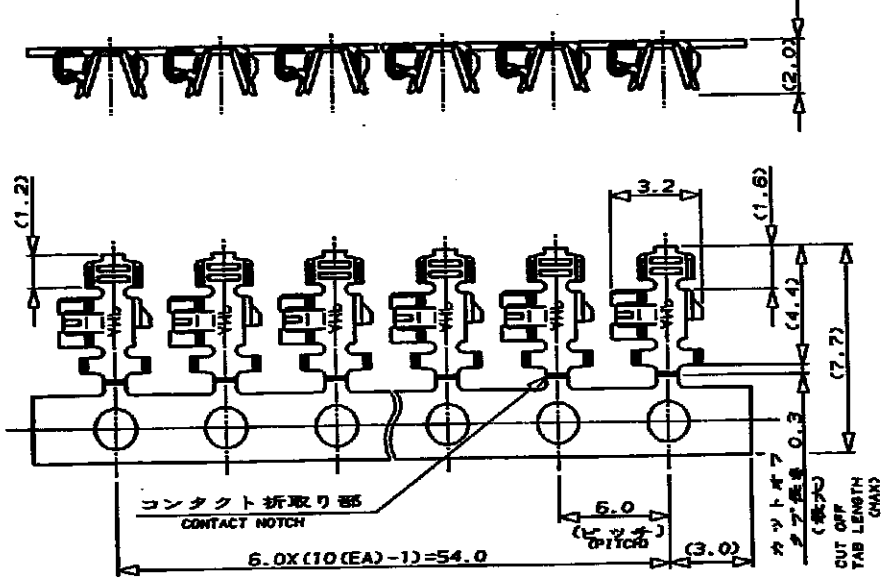 (2.0)
(1.2)
3.2
(1.6)
(4.4)
(7.7)
0.3
カットオフ
タブ長
(最大)
CUT OFF
TAB LENGTH
(MAX)
コンタクト折取り部
CONTACT NOTCH
6.0
(ピッチ)
(PITCH)
(3.0)
6.0X(10(EA)-1)=54.0